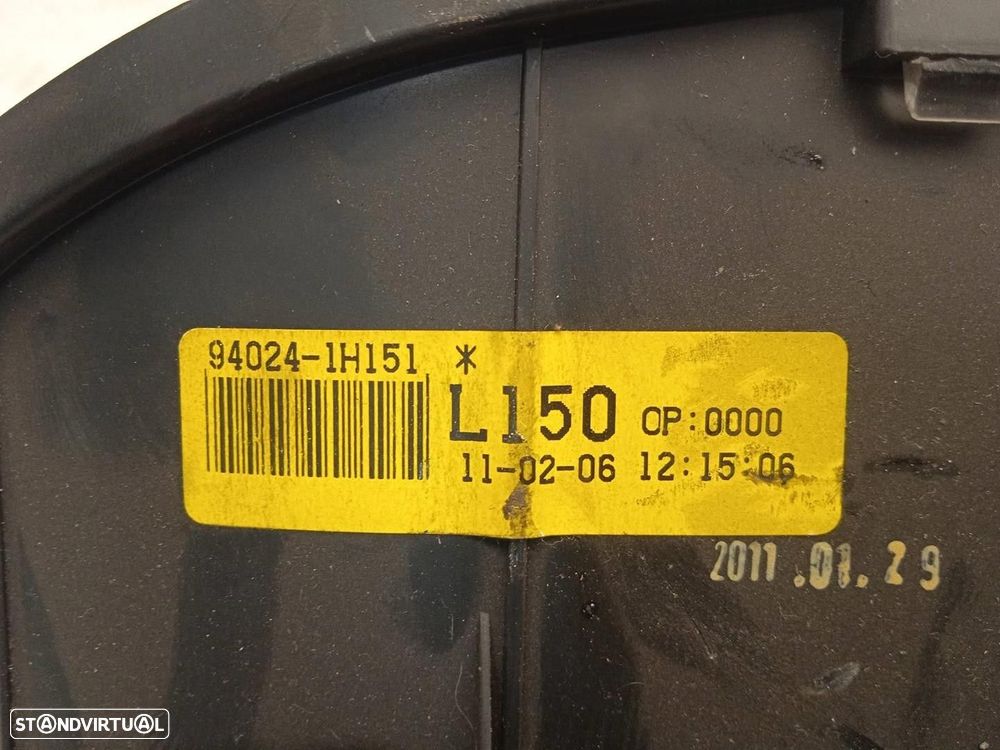 94024-1H151 *
L150 OP:0000
11-02-06 12:15:06
2011.01.29
STANDVIRTUAL